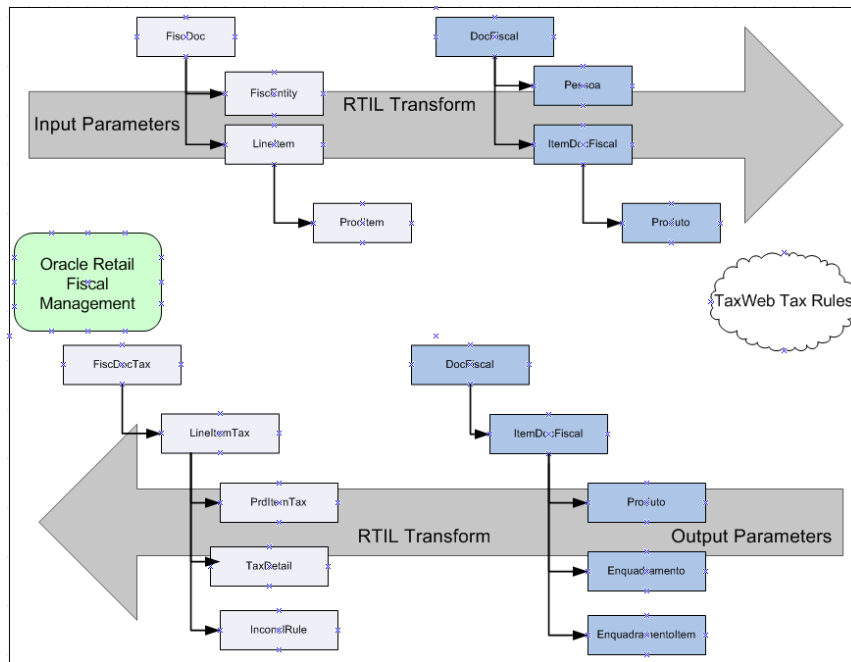 FiscDoc
DocFiscal
FiscEntity
Pessoa
RTIL Transform
Input Parameters
LineItem
ItemDocFiscal
ProdItem
Produto
Oracle Retail
Fiscal
Management
TaxWeb Tax Rules
FiscDocTax
DocFiscal
LineItemTax
ItemDocFiscal
PrdItemTax
Produto
RTIL Transform
Output Parameters
TaxDetail
Enquadramento
InconclRule
EnquadramentoItem